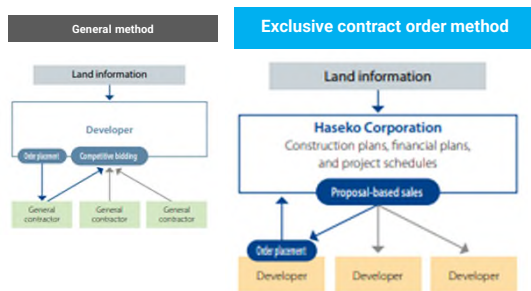 General method
Land information
Developer
Order placement
Competitive bidding
General
contractor
General
contractor
General
contractor
Exclusive contract order method
Land information
Haseko Corporation
Construction plans, financial plans,
and project schedules
Proposal-based sales
Order placement
Developer
Developer
Developer